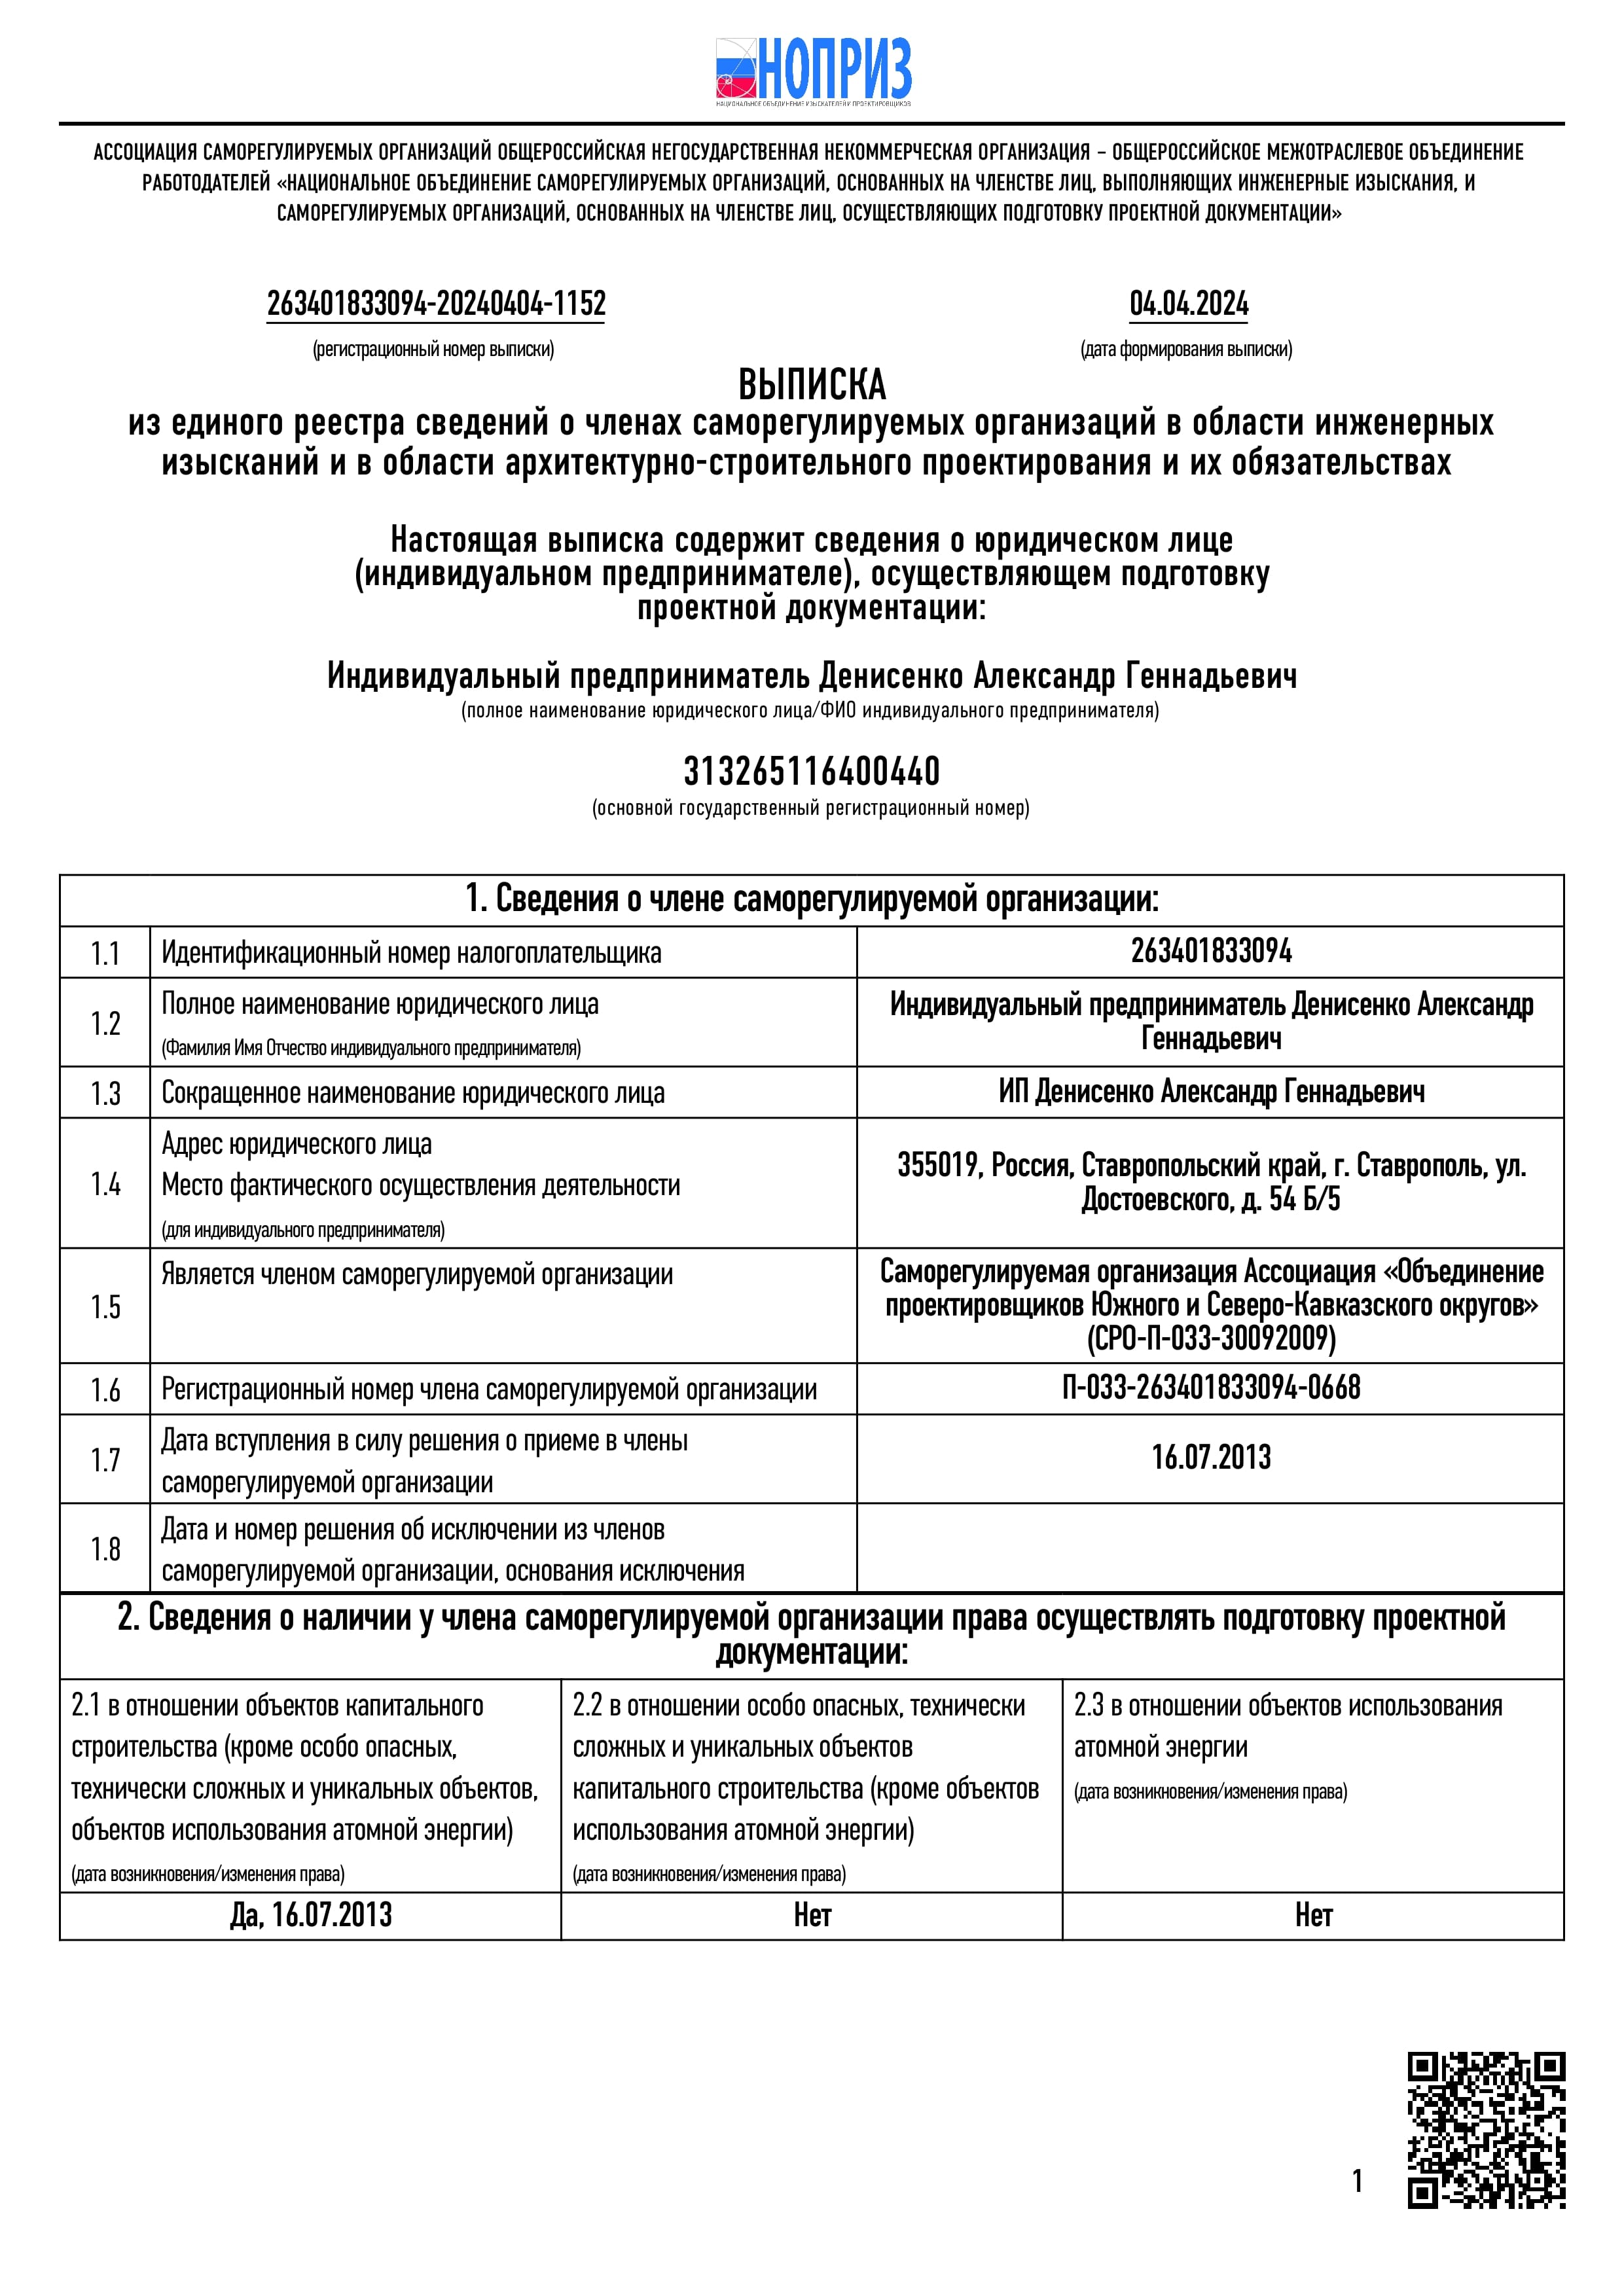 НОПРИЗ
НАЦИОНАЛЬНОЕ ОБЪЕДИНЕНИЕ ИЗЫСКАТЕЛЕЙ И ПРОЕКТИРОВЩИКОВ
АССОЦИАЦИЯ САМОРЕГУЛИРУЕМЫХ ОРГАНИЗАЦИЙ ОБЩЕРОССИЙСКАЯ НЕГОСУДАРСТВЕННАЯ НЕКОММЕРЧЕСКАЯ ОРГАНИЗАЦИЯ – ОБЩЕРОССИЙСКОЕ МЕЖОТРАСЛЕВОЕ ОБЪЕДИНЕНИЕ
РАБОТОДАТЕЛЕЙ «НАЦИОНАЛЬНОЕ ОБЪЕДИНЕНИЕ САМОРЕГУЛИРУЕМЫХ ОРГАНИЗАЦИЙ, ОСНОВАННЫХ НА ЧЛЕНСТВЕ ЛИЦ, ВЫПОЛНЯЮЩИХ ИНЖЕНЕРНЫЕ ИЗЫСКАНИЯ, И
САМОРЕГУЛИРУЕМЫХ ОРГАНИЗАЦИЙ, ОСНОВАННЫХ НА ЧЛЕНСТВЕ ЛИЦ, ОСУЩЕСТВЛЯЮЩИХ ПОДГОТОВКУ ПРОЕКТНОЙ ДОКУМЕНТАЦИИ»
263401833094-20240404-1152
(регистрационный номер выписки)
04.04.2024
(дата формирования выписки)
ВЫПИСКА
из единого реестра сведений о членах саморегулируемых организаций в области инженерных
изысканий и в области архитектурно-строительного проектирования и их обязательствах
Настоящая выписка содержит сведения о юридическом лице
(индивидуальном предпринимателе), осуществляющем подготовку
проектной документации:
Индивидуальный предприниматель Денисенко Александр Геннадьевич
(полное наименование юридического лица/ФИО индивидуального предпринимателя)
313265116400440
(основной государственный регистрационный номер)
1. Сведения о члене саморегулируемой организации:
1.1
Идентификационный номер налогоплательщика
263401833094
1.2
Полное наименование юридического лица
(Фамилия Имя Отчество индивидуального предпринимателя)
Индивидуальный предприниматель Денисенко Александр
Геннадьевич
1.3
Сокращенное наименование юридического лица
ИП Денисенко Александр Геннадьевич
1.4
Адрес юридического лица
Место фактического осуществления деятельности
(для индивидуального предпринимателя)
355019, Россия, Ставропольский край, г. Ставрополь, ул.
Достоевского, д. 54 Б/5
1.5
Является членом саморегулируемой организации
Саморегулируемая организация Ассоциация «Объединение
проектировщиков Южного и Северо-Кавказского округов»
(СРО-П-033-30092009)
1.6
Регистрационный номер члена саморегулируемой организации
П-033-263401833094-0668
1.7
Дата вступления в силу решения о приеме в члены
саморегулируемой организации
16.07.2013
1.8
Дата и номер решения об исключении из членов
саморегулируемой организации, основания исключения
2. Сведения о наличии у члена саморегулируемой организации права осуществлять подготовку проектной
документации:
2.1 в отношении объектов капитального
строительства (кроме особо опасных,
технически сложных и уникальных объектов,
объектов использования атомной энергии)
(дата возникновения/изменения права)
2.2 в отношении особо опасных, технически
сложных и уникальных объектов
капитального строительства (кроме объектов
использования атомной энергии)
(дата возникновения/изменения права)
2.3 в отношении объектов использования
атомной энергии
(дата возникновения/изменения права)
Да, 16.07.2013
Нет
Нет
1